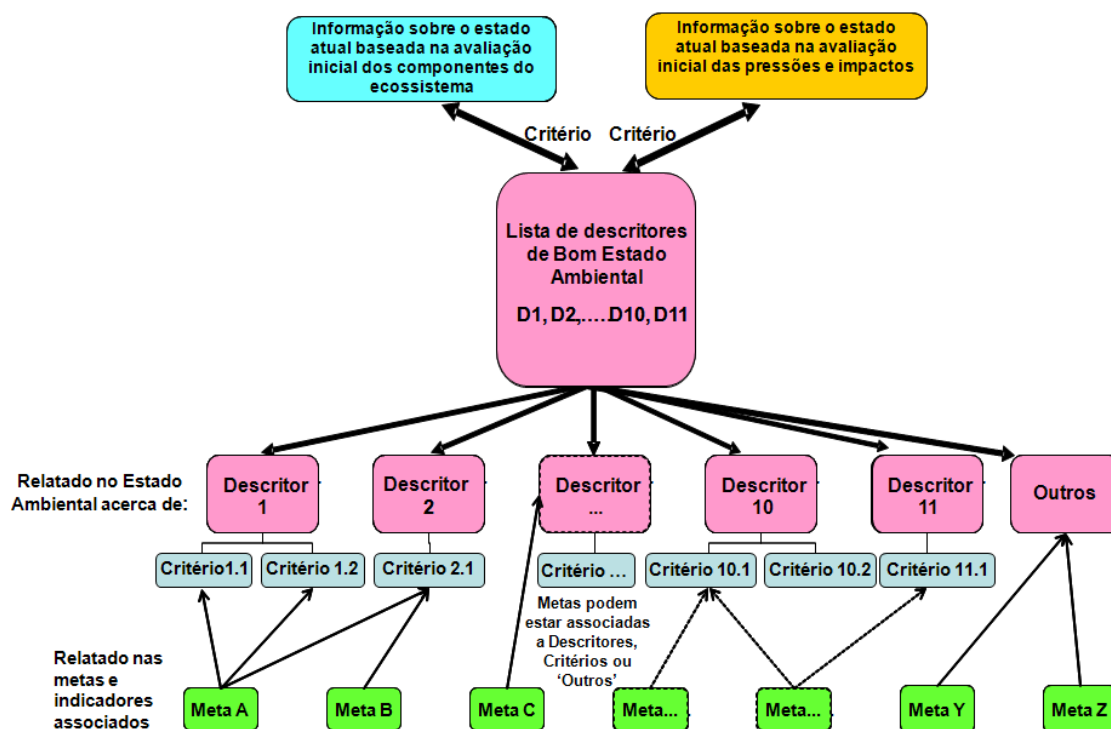 Informação sobre o estado
atual baseada na avaliação
inicial dos componentes do
ecossistema
Informação sobre o estado
atual baseada na avaliação
inicial das pressões e impactos
Critério Critério
Lista de descritores
de Bom Estado
Ambiental
D1, D2,.....D10, D11
Relatado no Estado
Ambiental acerca de:
Descritor
1
Descritor
2
Descritor
...
Descritor
10
Descritor
11
Outros
Critério1.1
Critério 1.2
Critério 2.1
Critério ...
Critério 10.1
Critério 10.2
Critério 11.1
Metas podem
estar associadas
a Descritores,
Critérios ou
‘Outros’
Relatado nas
metas e
indicadores
associados
Meta A
Meta B
Meta C
Meta...
Meta...
Meta Y
Meta Z